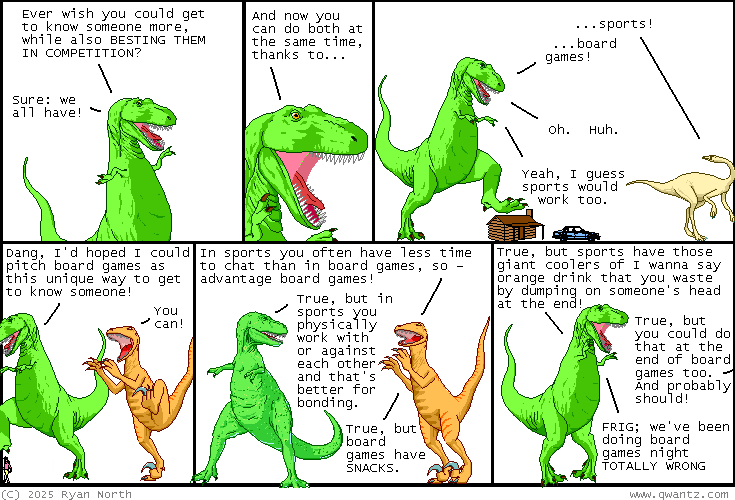 Ever wish you could get
to know someone more,
while also BESTING THEM
IN COMPETITION?
Sure: we
all have!
And now you
can do both at
the same time,
thanks to...
...sports!
...board
games!
Oh. Huh.
Yeah, I guess
sports would
work too.
Dang, I'd hoped I could
pitch board games as
this unique way to get
to know someone!
You
can!
In sports you often have less time
to chat than in board games, so –
advantage board games!
True, but in
sports you
physically
work with
or against
each other
and that's
better for
bonding.
True, but
board
games have
SNACKS.
True, but sports have those
giant coolers of I wanna say
orange drink that you waste
by dumping on someone's head
at the end!
True, but
you could do
that at the
end of board
games too.
And probably
should!
FRIG; we've been
doing board
games night
TOTALLY WRONG
(C) 2025 Ryan North
www.qwantz.com